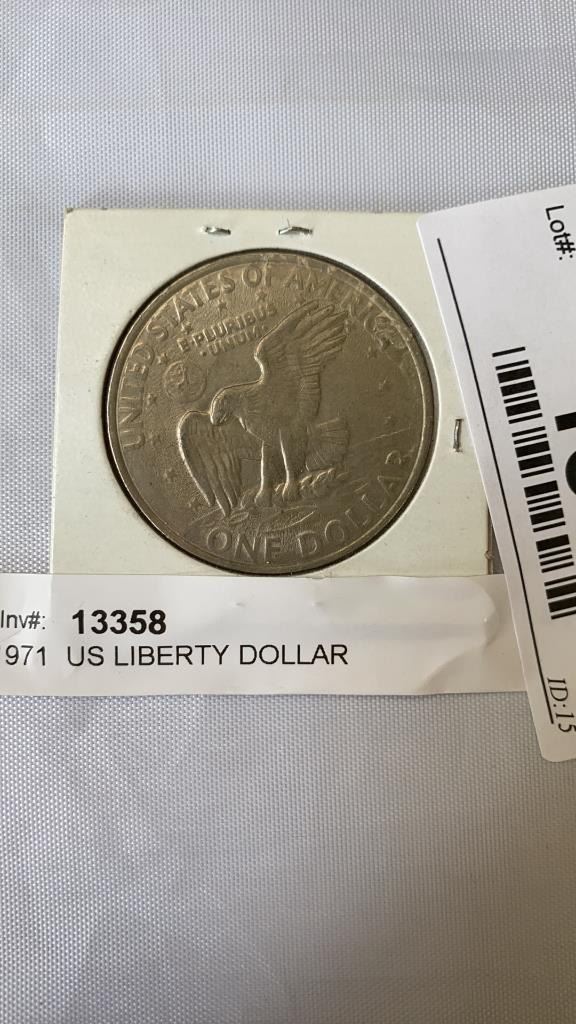 UNITED STATES OF AMERICA
E·PLURIBUS
UNUM
ONE DOLLAR
Lot#:
Inv#: 13358
971 US LIBERTY DOLLAR
ID:15